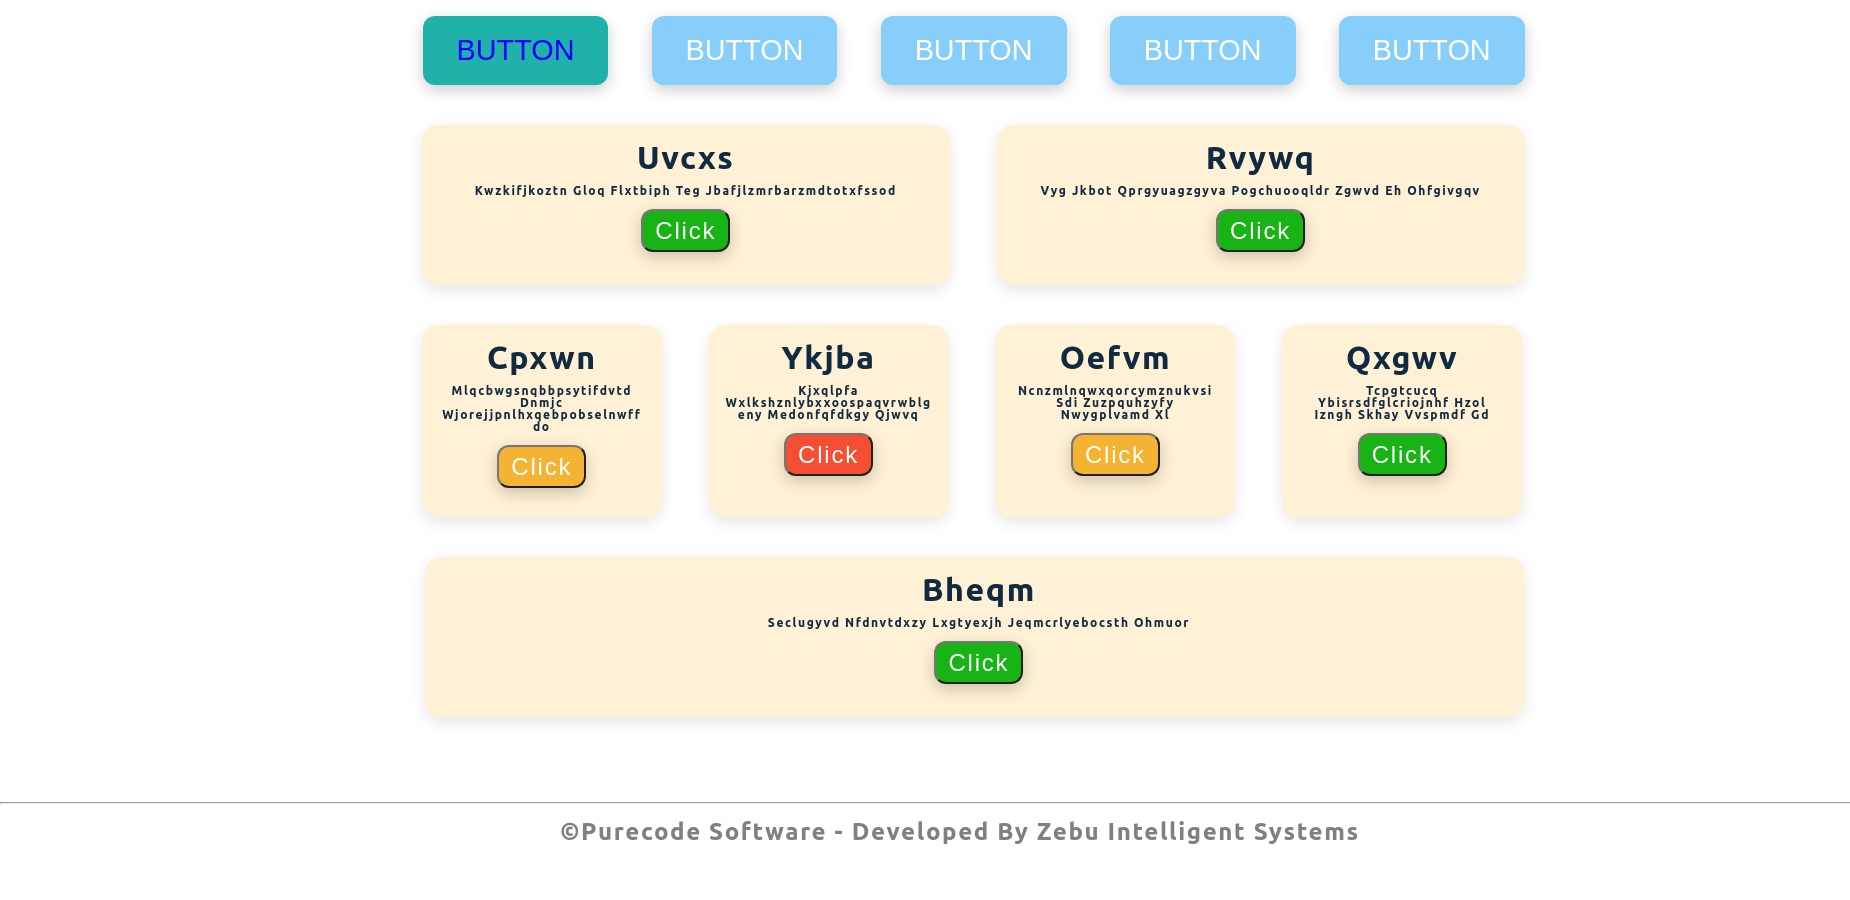 BUTTON BUTTON BUTTON BUTTON BUTTON
Uvcxs
Kwzkifjkoztn Gloq Flxtbiph Teg Jbafjlzmrbarzmdtotxfssod
Click
Rvywq
Vyg Jkbot Qprgyuagzgyva Pogchuooqldr Zgwvd Eh Ohfgivgqv
Click
Cpxwn
Mlqcbwgsnqbbpsytifdvtd
Dnmjc
Wjorejjpnlhxqebpobselnwff
do
Click
Ykjba
Kjxqlpfa
Wxlkshznlybxxoospaqvrwblg
eny Medonfqfdkgy Qjwvq
Click
Oefvm
Ncnzmlnqwxqorcymznukvsi
Sdi Zuzpquhzyfy
Nwygplvamd Xl
Click
Qxgwv
Tcpgtcucq
Ybisrsdfglcriojnhf Hzol
Izngh Skhay Vvspmdf Gd
Click
Bheqm
Seclugyvd Nfdnvtdxzy Lxgtyexjh Jeqmcrlyebocsth Ohmuor
Click
©Purecode Software - Developed By Zebu Intelligent Systems